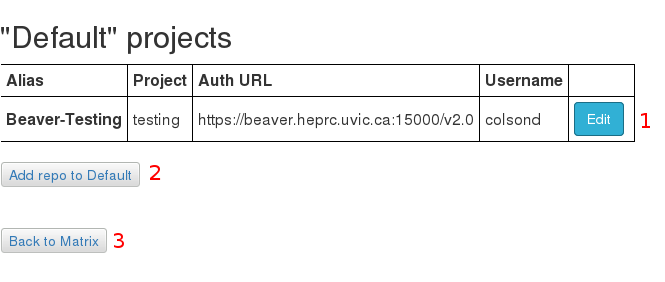 "Default" projects
Alias Project Auth URL Username
Beaver-Testing testing https://beaver.heprc.uvic.ca:15000/v2.0 colsond Edit 1
Add repo to Default 2
Back to Matrix 3